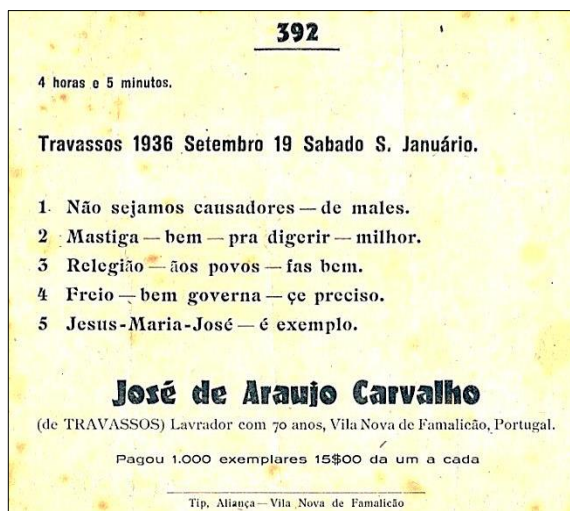 392
4 horas e 5 minutos.
Travassos 1936 Setembro 19 Sabado S. Januário.
1 Não sejamos causadores — de males.
2 Mastiga — bem — pra digerir — milhor.
3 Relegião — ãos povos — fas bem.
4 Freio — bem governa — çe preciso.
5 Jesus-Maria-José — é exemplo.
José de Araujo Carvalho
(de TRAVASSOS) Lavrador com 70 anos, Vila Nova de Famalicão, Portugal.
Pagou 1.000 exemplares 15$00 da um a cada
Tip, Aliança — Vila Nova de Famalicão